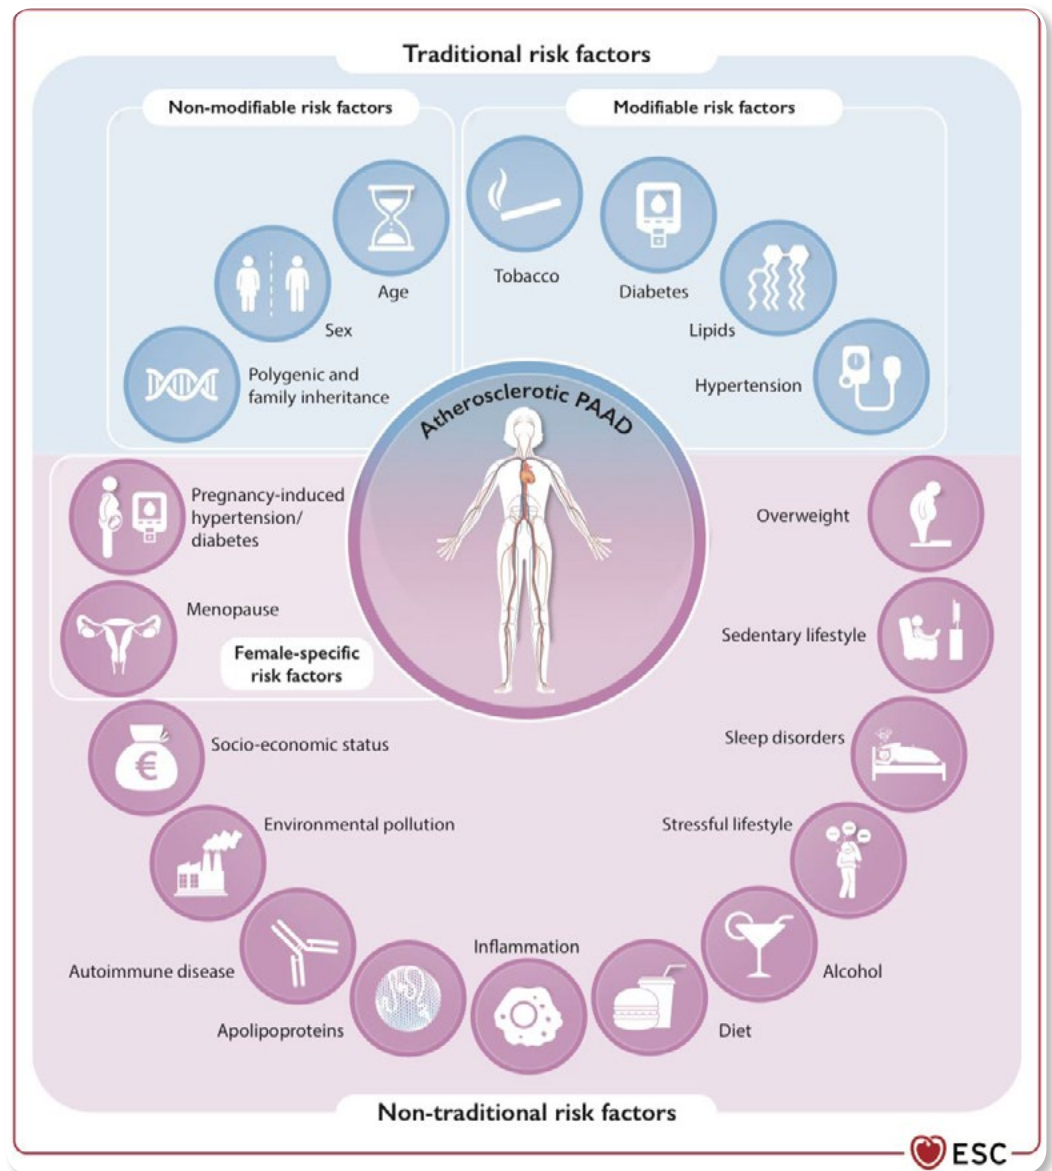 Traditional risk factors
Non-modifiable risk factors
Modifiable risk factors
Age
Sex
Polygenic and
family inheritance
Tobacco
Diabetes
Lipids
Hypertension
Atherosclerotic PAAD
Pregnancy-induced
hypertension/
diabetes
Menopause
Female-specific
risk factors
Socio-economic status
€
Environmental pollution
Autoimmune disease
Apolipoproteins
Inflammation
Diet
Alcohol
Stressful lifestyle
Sleep disorders
Sedentary lifestyle
Overweight
Non-traditional risk factors
ESC